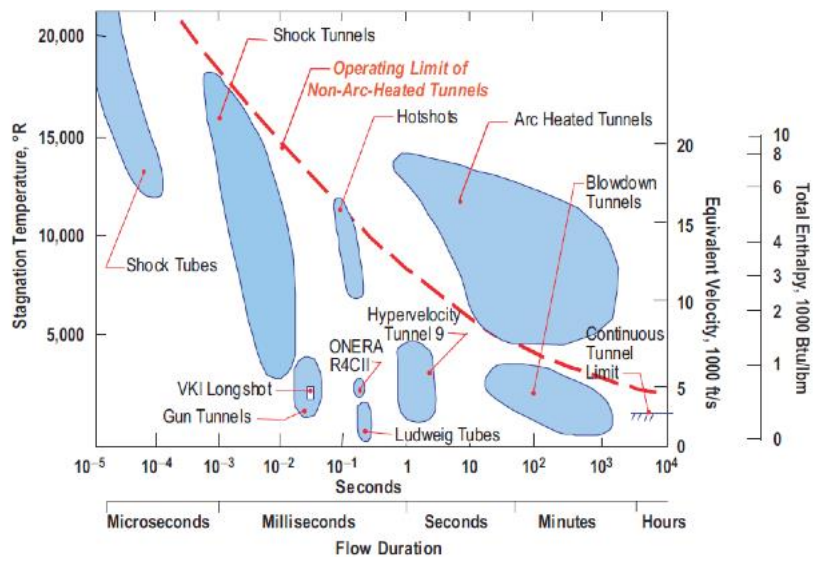 20,000
15,000
10,000
5,000
Stagnation Temperature, °R
Shock Tunnels
Operating Limit of
Non-Arc-Heated Tunnels
Hotshots
Arc Heated Tunnels
Blowdown
Tunnels
Shock Tubes
Hypervelocity
Tunnel 9
ONERA
R4CII
Continuous
Tunnel
Limit
VKI Longshot
Gun Tunnels
Ludweig Tubes
20
15
10
5
0
Equivalent Velocity, 1000 ft/s
10
8
6
4
3
2
1
0
Total Enthalpy, 1000 Btu/lbm
10⁻⁵ 10⁻⁴ 10⁻³ 10⁻² 10⁻¹ 1 10 10² 10³ 10⁴
Seconds
Microseconds Milliseconds Seconds Minutes Hours
Flow Duration